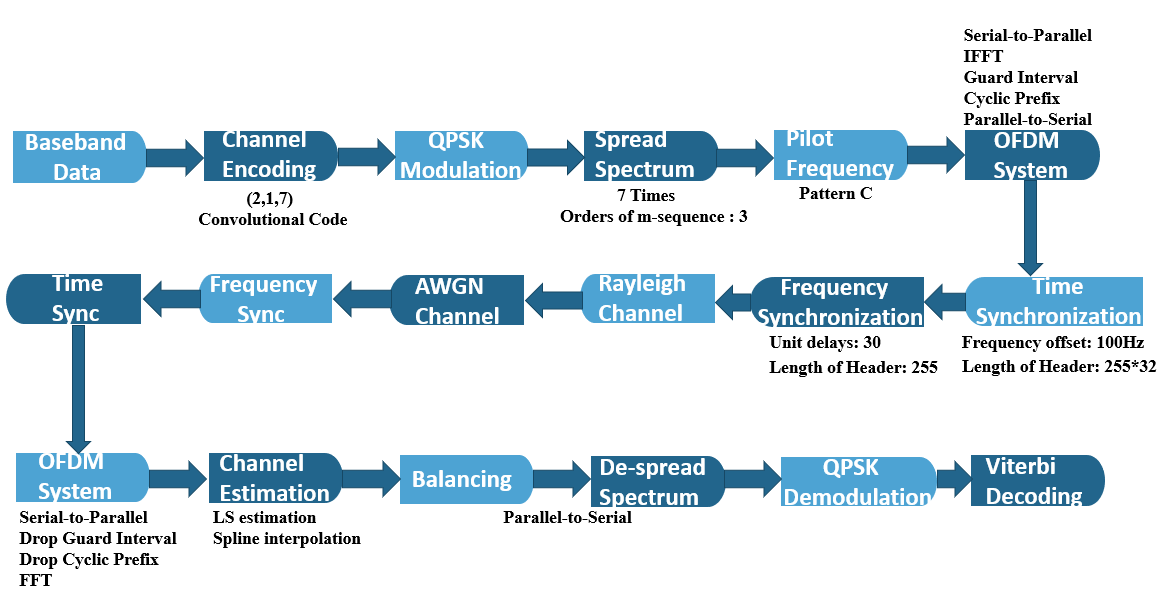 Serial-to-Parallel
IFFT
Guard Interval
Cyclic Prefix
Parallel-to-Serial
Baseband
Data
Channel
Encoding
(2,1,7)
Convolutional Code
QPSK
Modulation
Spread
Spectrum
7 Times
Orders of m-sequence : 3
Pilot
Frequency
Pattern C
OFDM
System
Time
Sync
Frequency
Sync
AWGN
Channel
Rayleigh
Channel
Frequency
Synchronization
Unit delays: 30
Length of Header: 255
Time
Synchronization
Frequency offset: 100Hz
Length of Header: 255*32
OFDM
System
Serial-to-Parallel
Drop Guard Interval
Drop Cyclic Prefix
FFT
Channel
Estimation
LS estimation
Spline interpolation
Balancing
Parallel-to-Serial
De-spread
Spectrum
QPSK
Demodulation
Viterbi
Decoding